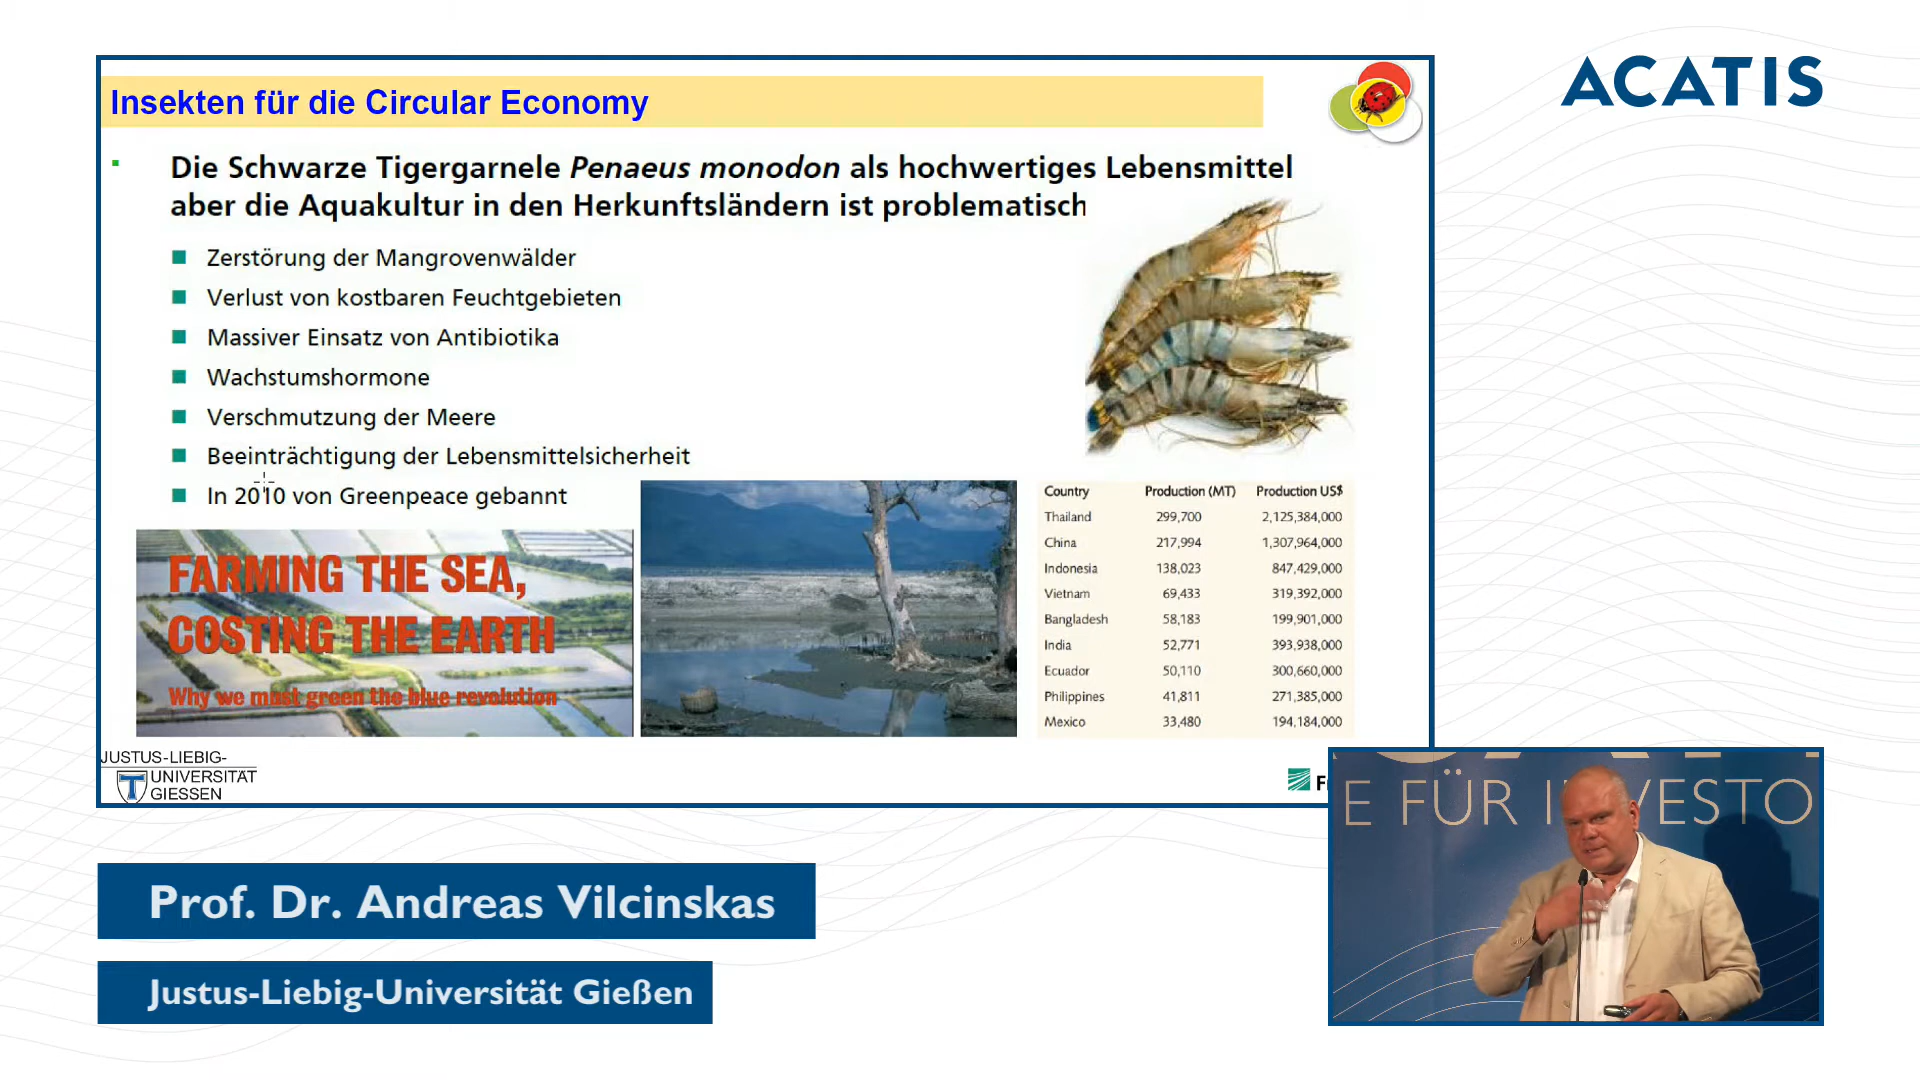 ACATIS
Insekten für die Circular Economy
Die Schwarze Tigergarnele Penaeus monodon als hochwertiges Lebensmittel
aber die Aquakultur in den Herkunftsländern ist problematisch
Zerstörung der Mangrovenwälder
Verlust von kostbaren Feuchtgebieten
Massiver Einsatz von Antibiotika
Wachstumshormone
Verschmutzung der Meere
Beeinträchtigung der Lebensmittelsicherheit
In 2010 von Greenpeace gebannt
FARMING THE SEA,
COSTING THE EARTH
Why we must green the blue revolution
Country Production (MT) Production US$
Thailand 299,700 2,125,384,000
China 217,994 1,307,964,000
Indonesia 138,023 847,429,000
Vietnam 69,433 319,392,000
Bangladesh 58,183 199,901,000
India 52,771 393,938,000
Ecuador 50,110 300,660,000
Philippines 41,811 271,385,000
Mexico 33,480 194,184,000
JUSTUS-LIEBIG-
UNIVERSITÄT
GIESSEN
E FÜR I VESTO
Prof. Dr. Andreas Vilcinskas
Justus-Liebig-Universität Gießen